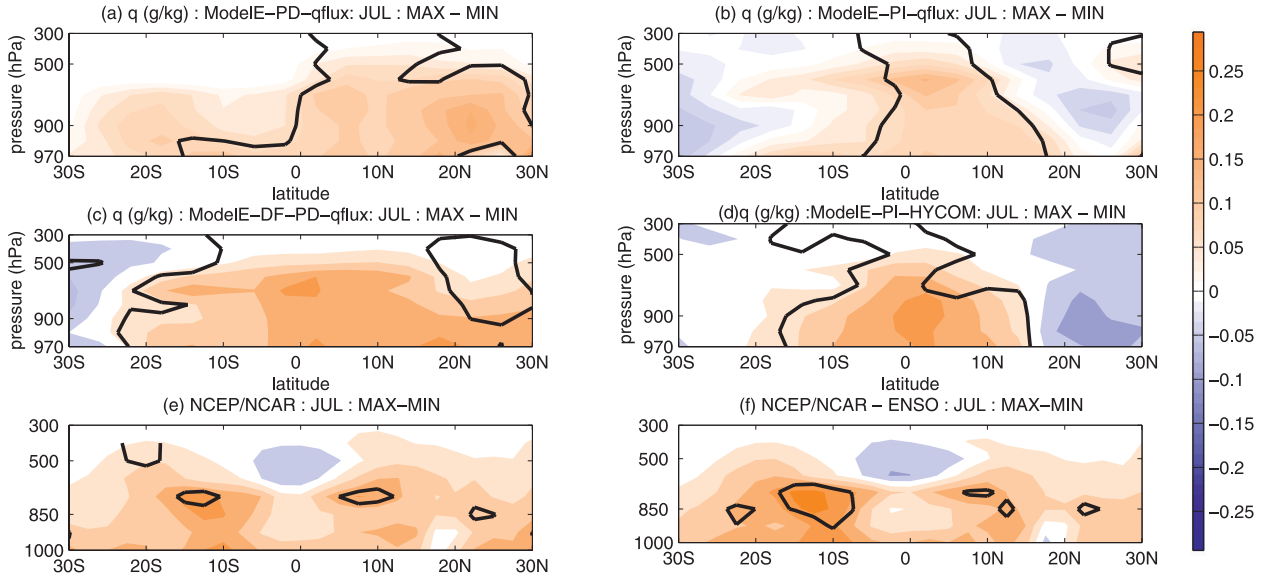 (a) q (g/kg) : ModelE−PD−qflux: JUL : MAX − MIN
300
500
900
970
pressure (hPa)
30S 20S 10S 0 10N 20N 30N
latitude
(b) q (g/kg) : ModelE−PI−qflux: JUL : MAX − MIN
300
500
900
970
pressure (hPa)
30S 20S 10S 0 10N 20N 30N
latitude
(c) q (g/kg) : ModelE−DF−PD−qflux: JUL : MAX − MIN
300
500
900
970
pressure (hPa)
30S 20S 10S 0 10N 20N 30N
latitude
(d)q (g/kg) :ModelE−PI−HYCOM: JUL : MAX − MIN
300
500
900
970
pressure (hPa)
30S 20S 10S 0 10N 20N 30N
latitude
(e) NCEP/NCAR : JUL : MAX−MIN
300
500
850
1000
30S 20S 10S 0 10N 20N 30N
(f) NCEP/NCAR − ENSO : JUL : MAX−MIN
300
500
850
1000
30S 20S 10S 0 10N 20N 30N
0.25
0.2
0.15
0.1
0.05
0
−0.05
−0.1
−0.15
−0.2
−0.25